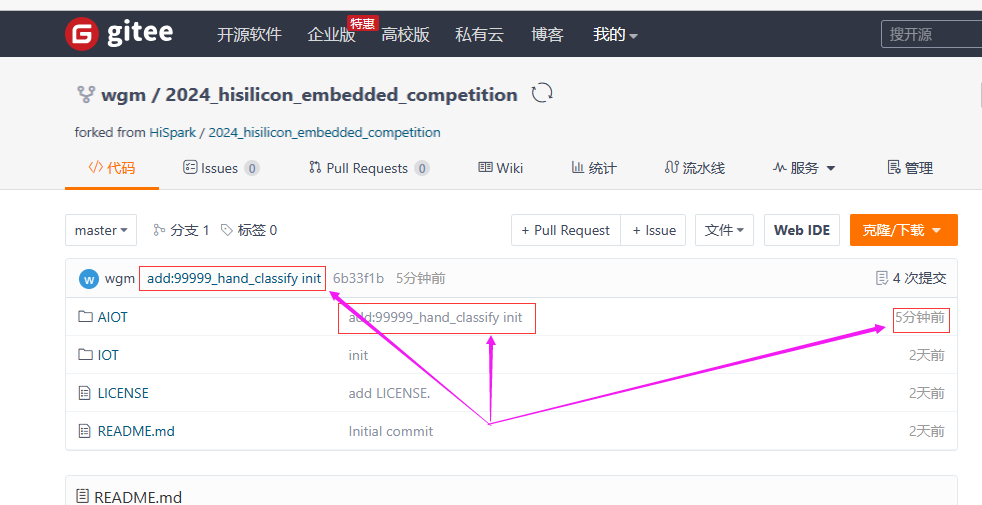 gitee 开源软件 企业版 特惠 高校版 私有云 博客 我的 搜开源
wgm / 2024_hisilicon_embedded_competition
forked from HiSpark / 2024_hisilicon_embedded_competition
代码 Issues 0 Pull Requests 0 Wiki 统计 流水线 服务 管理
master 分支 1 标签 0 + Pull Request + Issue 文件 Web IDE 克隆/下载
w wgm add:99999_hand_classify init 6b33f1b 5分钟前 4 次提交
AIOT add:99999_hand_classify init 5分钟前
IOT init 2天前
LICENSE add LICENSE. 2天前
README.md Initial commit 2天前
README.md